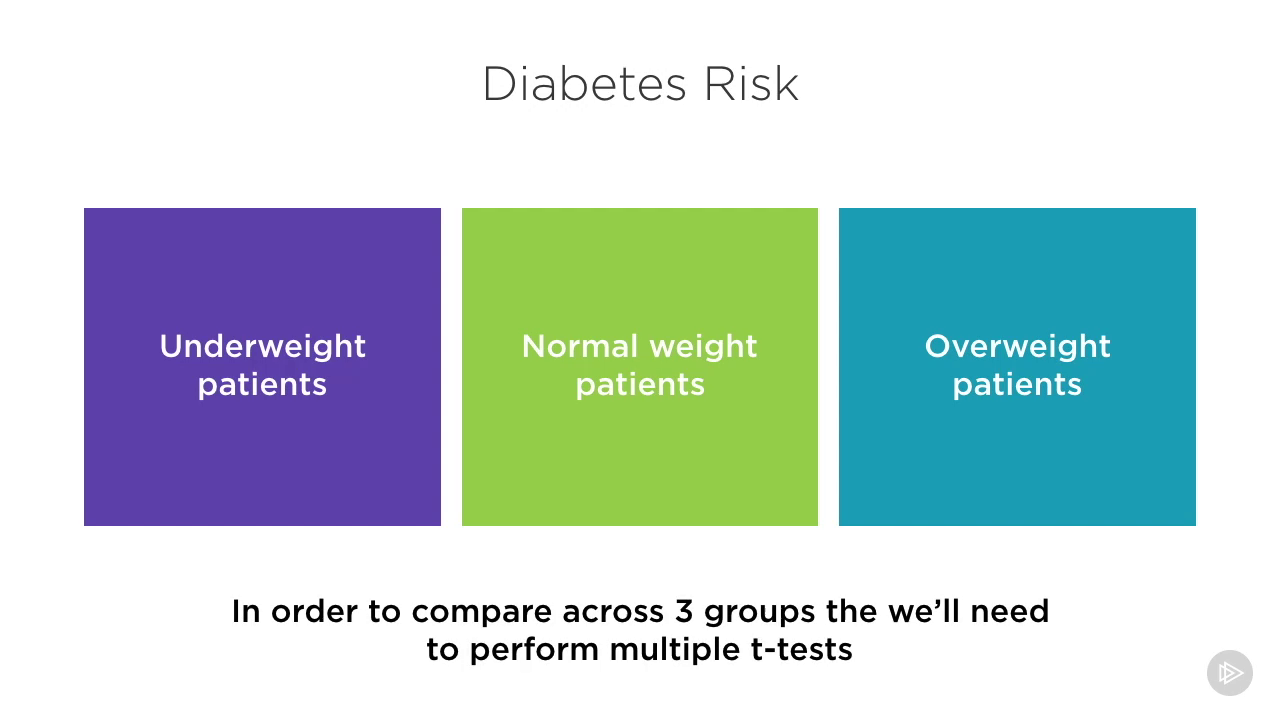 Diabetes Risk
Underweight
patients
Normal weight
patients
Overweight
patients
In order to compare across 3 groups the we’ll need
to perform multiple t-tests